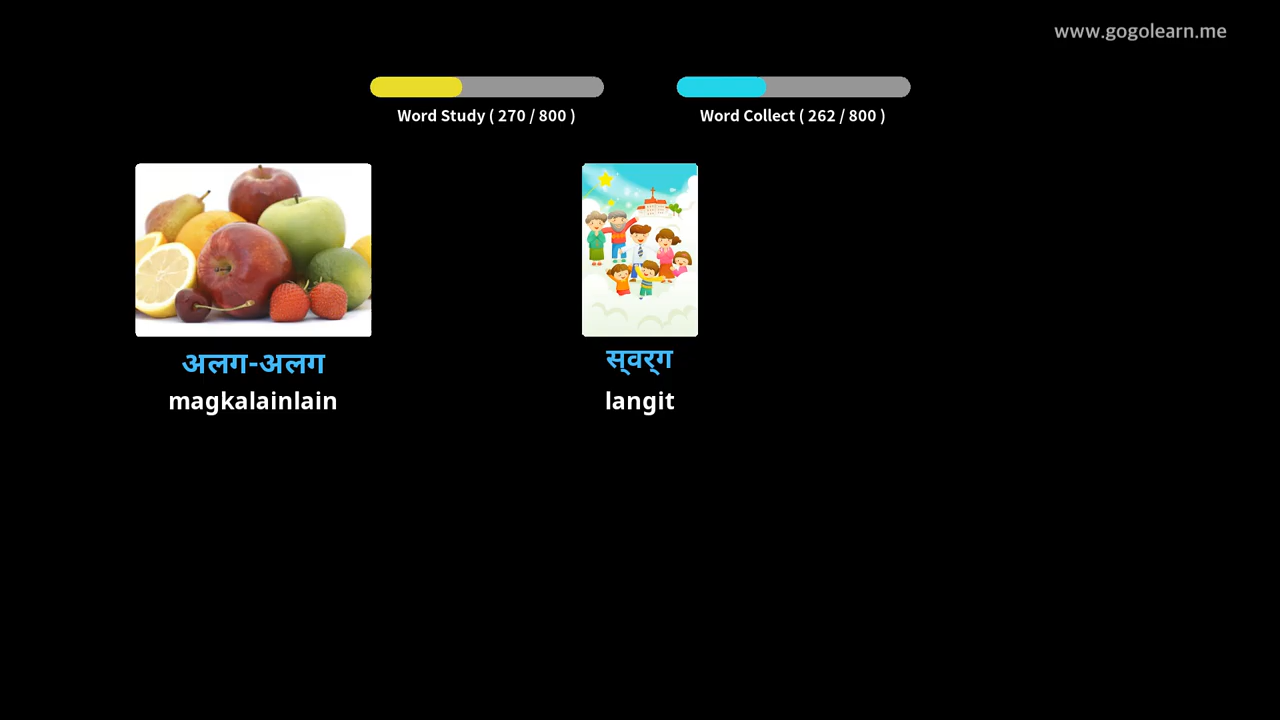 www.gogolearn.me
Word Study ( 270 / 800 )
Word Collect ( 262 / 800 )
अलग-अलग
स्वर्ग
magkalainlain
langit